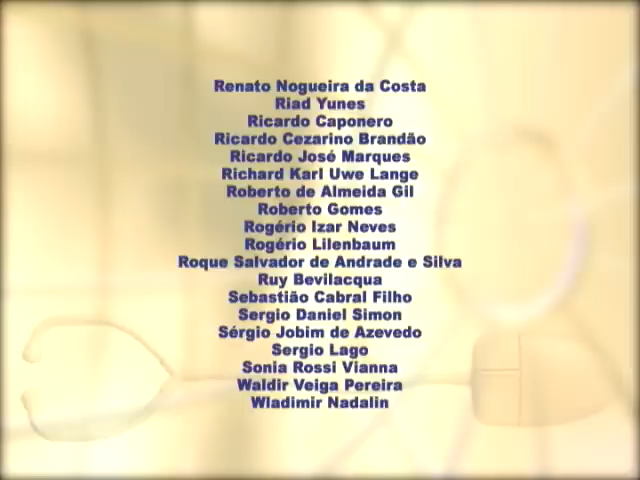 Renato Nogueira da Costa
Riad Yunes
Ricardo Caponero
Ricardo Cezarino Brandão
Ricardo José Marques
Richard Karl Uwe Lange
Roberto de Almeida Gil
Roberto Gomes
Rogério Izar Neves
Rogério Lilenbaum
Roque Salvador de Andrade e Silva
Ruy Bevilacqua
Sebastião Cabral Filho
Sergio Daniel Simon
Sérgio Jobim de Azevedo
Sergio Lago
Sonia Rossi Vianna
Waldir Veiga Pereira
Wladimir Nadalin